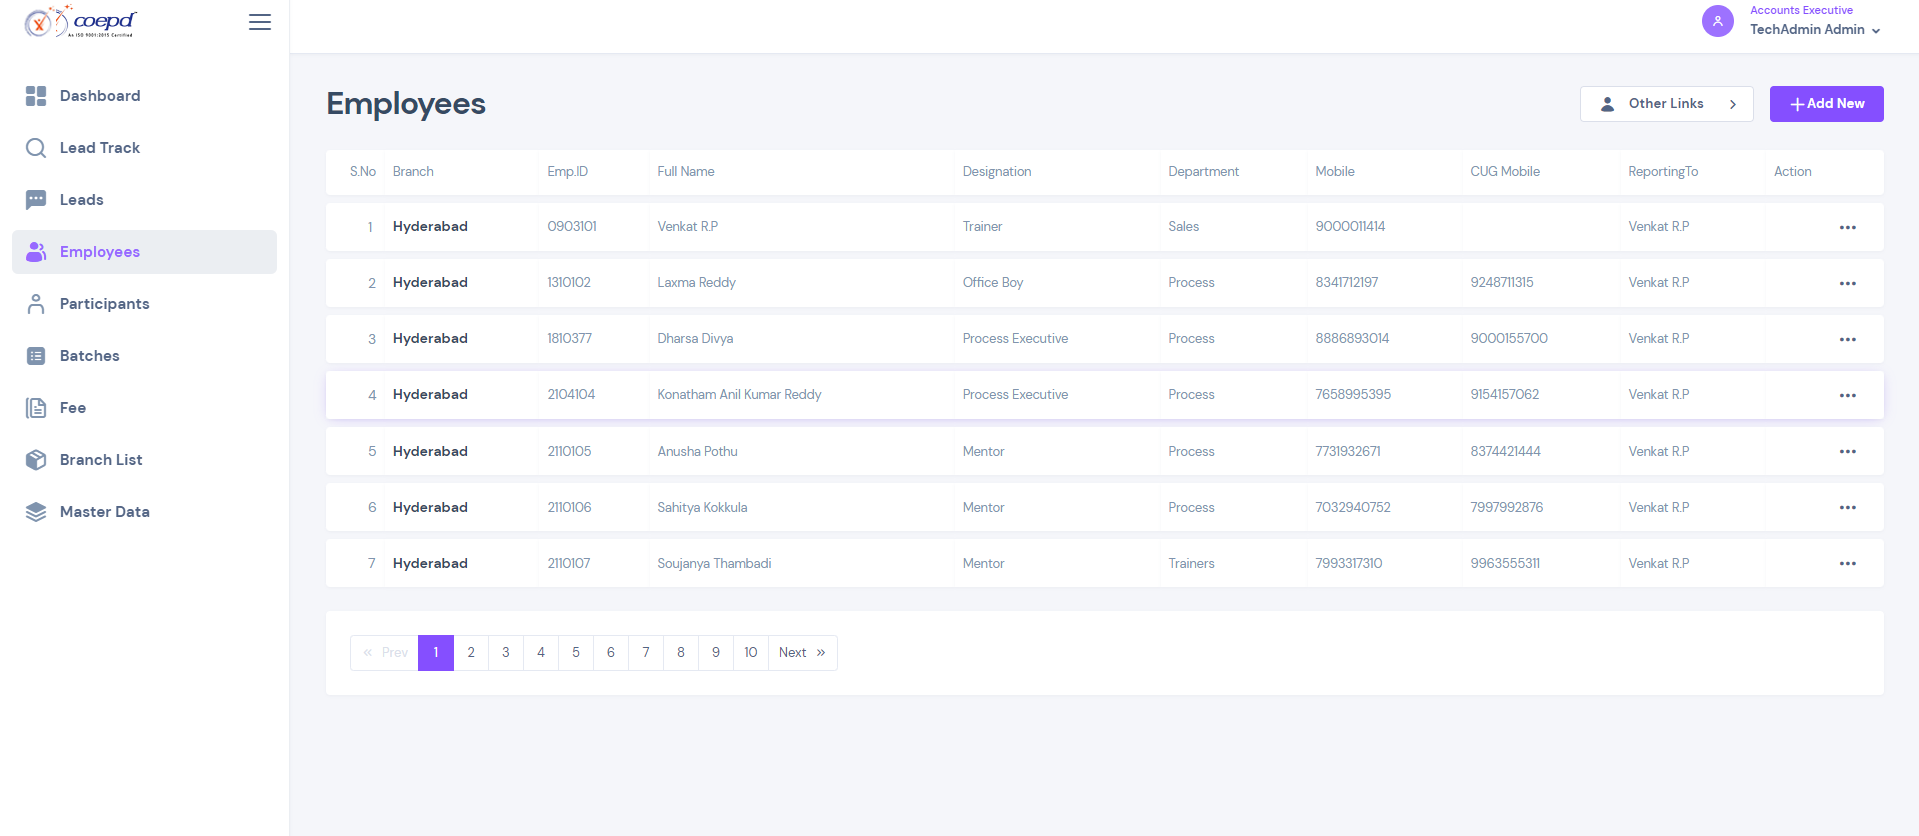 coepd
An ISO 9001:2015 Certified
Accounts Executive
TechAdmin Admin
Dashboard
Lead Track
Leads
Employees
Participants
Batches
Fee
Branch List
Master Data
Employees
Other Links
Add New
S.No Branch Emp.ID Full Name Designation Department Mobile CUG Mobile ReportingTo Action
1 Hyderabad 0903101 Venkat R.P Trainer Sales 9000011414 Venkat R.P
2 Hyderabad 1310102 Laxma Reddy Office Boy Process 8341712197 9248711315 Venkat R.P
3 Hyderabad 1810377 Dharsa Divya Process Executive Process 8886893014 9000155700 Venkat R.P
4 Hyderabad 2104104 Konatham Anil Kumar Reddy Process Executive Process 7658995395 9154157062 Venkat R.P
5 Hyderabad 2110105 Anusha Pothu Mentor Process 7731932671 8374421444 Venkat R.P
6 Hyderabad 2110106 Sahitya Kokkula Mentor Process 7032940752 7997992876 Venkat R.P
7 Hyderabad 2110107 Soujanya Thambadi Mentor Trainers 7993317310 9963555311 Venkat R.P
« Prev 1 2 3 4 5 6 7 8 9 10 Next »